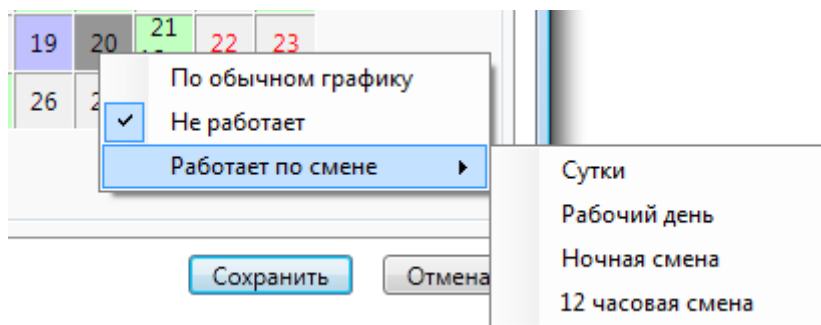 19 20 21 22 23
По обычном графику
26
Не работает
Работает по смене
Сутки
Рабочий день
Ночная смена
Сохранить Отмена
12 часовая смена